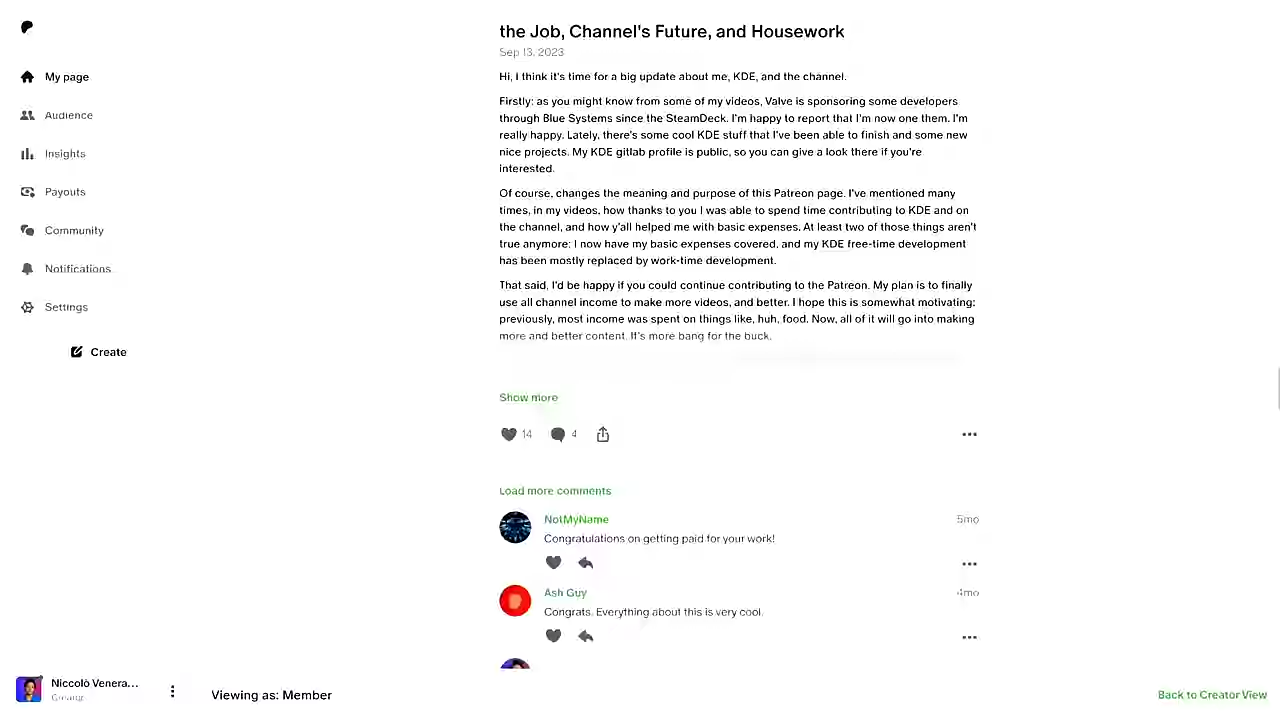 the Job, Channel's Future, and Housework
Sep 13, 2023
My page
Hi, I think it's time for a big update about me, KDE, and the channel.
Audience
Firstly: as you might know from some of my videos, Valve is sponsoring some developers
through Blue Systems since the SteamDeck. I'm happy to report that I'm now one them. I'm
really happy. Lately, there's some cool KDE stuff that I've been able to finish and some new
nice projects. My KDE gitlab profile is public, so you can give a look there if you're
interested.
Insights
Payouts
Of course, changes the meaning and purpose of this Patreon page. I've mentioned many
times, in my videos, how thanks to you I was able to spend time contributing to KDE and on
the channel, and how y'all helped me with basic expenses. At least two of those things aren't
true anymore: I now have my basic expenses covered, and my KDE free-time development
has been mostly replaced by work-time development.
Community
Notifications
That said, I'd be happy if you could continue contributing to the Patreon. My plan is to finally
use all channel income to make more videos, and better. I hope this is somewhat motivating:
previously, most income was spent on things like, huh, food. Now, all of it will go into making
more and better content. It's more bang for the buck.
Settings
Create
Show more
14 4
Load more comments
NotMyName 5mo
Congratulations on getting paid for your work!
Ash Guy 4mo
Congrats. Everything about this is very cool.
Niccolò Venera...
Creator
Viewing as: Member
Back to Creator View